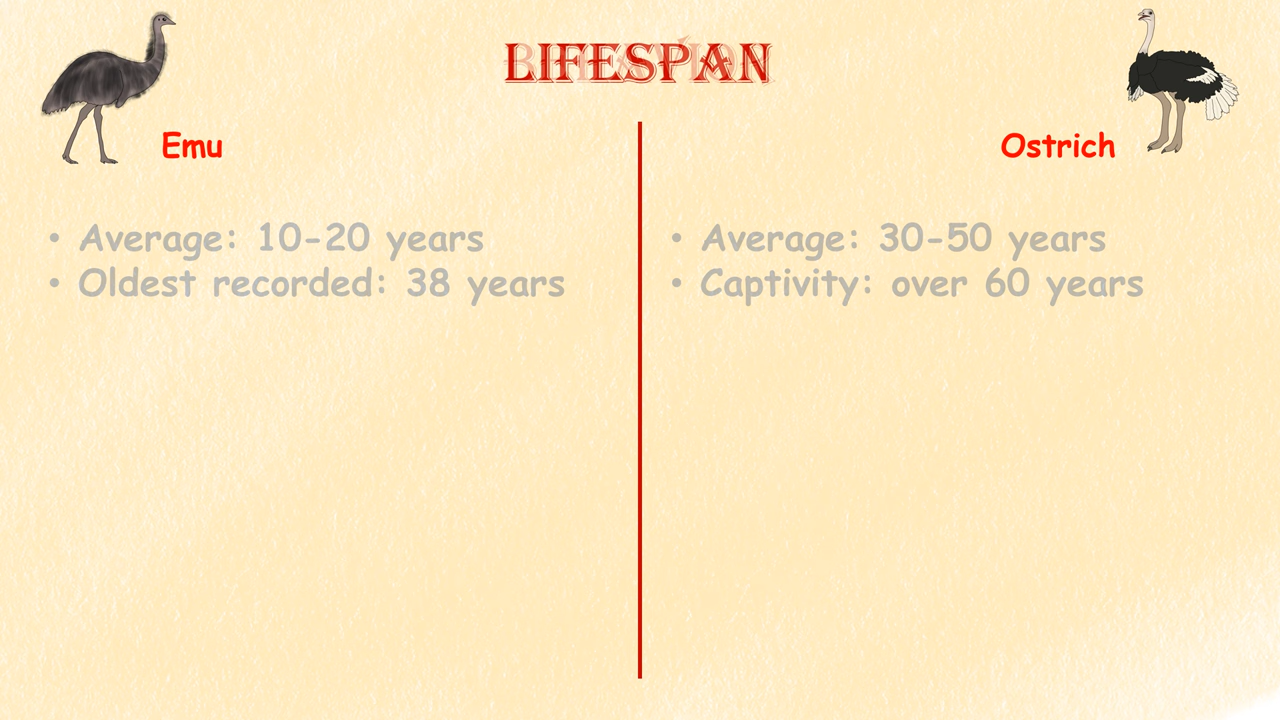 LIFESPAN
Emu
Ostrich
• Average: 10-20 years
• Oldest recorded: 38 years
• Average: 30-50 years
• Captivity: over 60 years